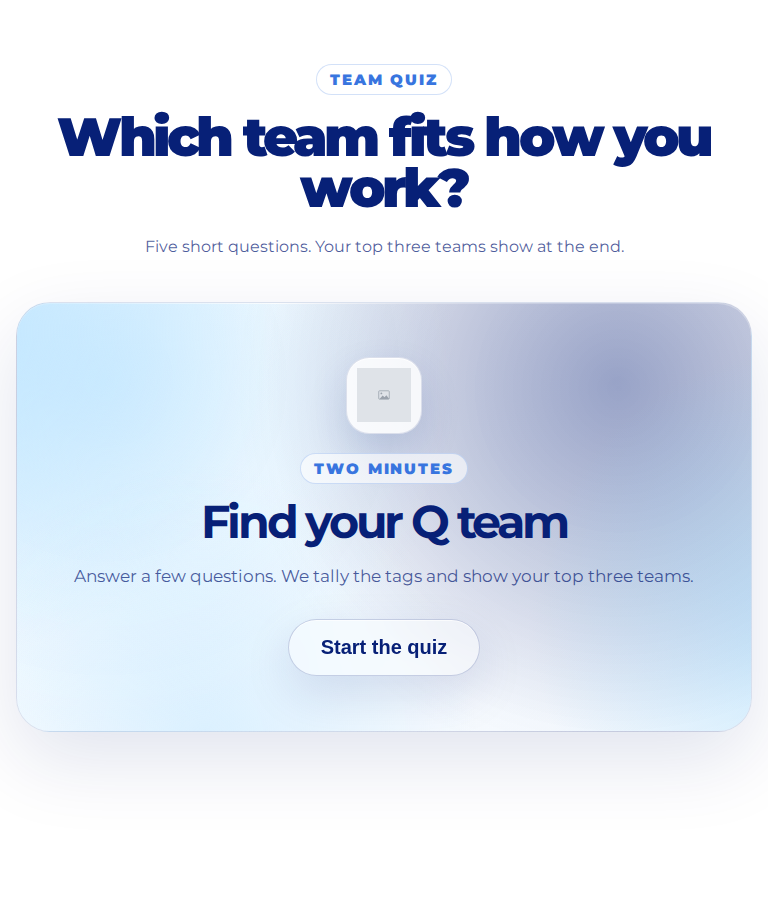 TEAM QUIZ
Which team fits how you
work?
Five short questions. Your top three teams show at the end.
TWO MINUTES
Find your Q team
Answer a few questions. We tally the tags and show your top three teams.
Start the quiz